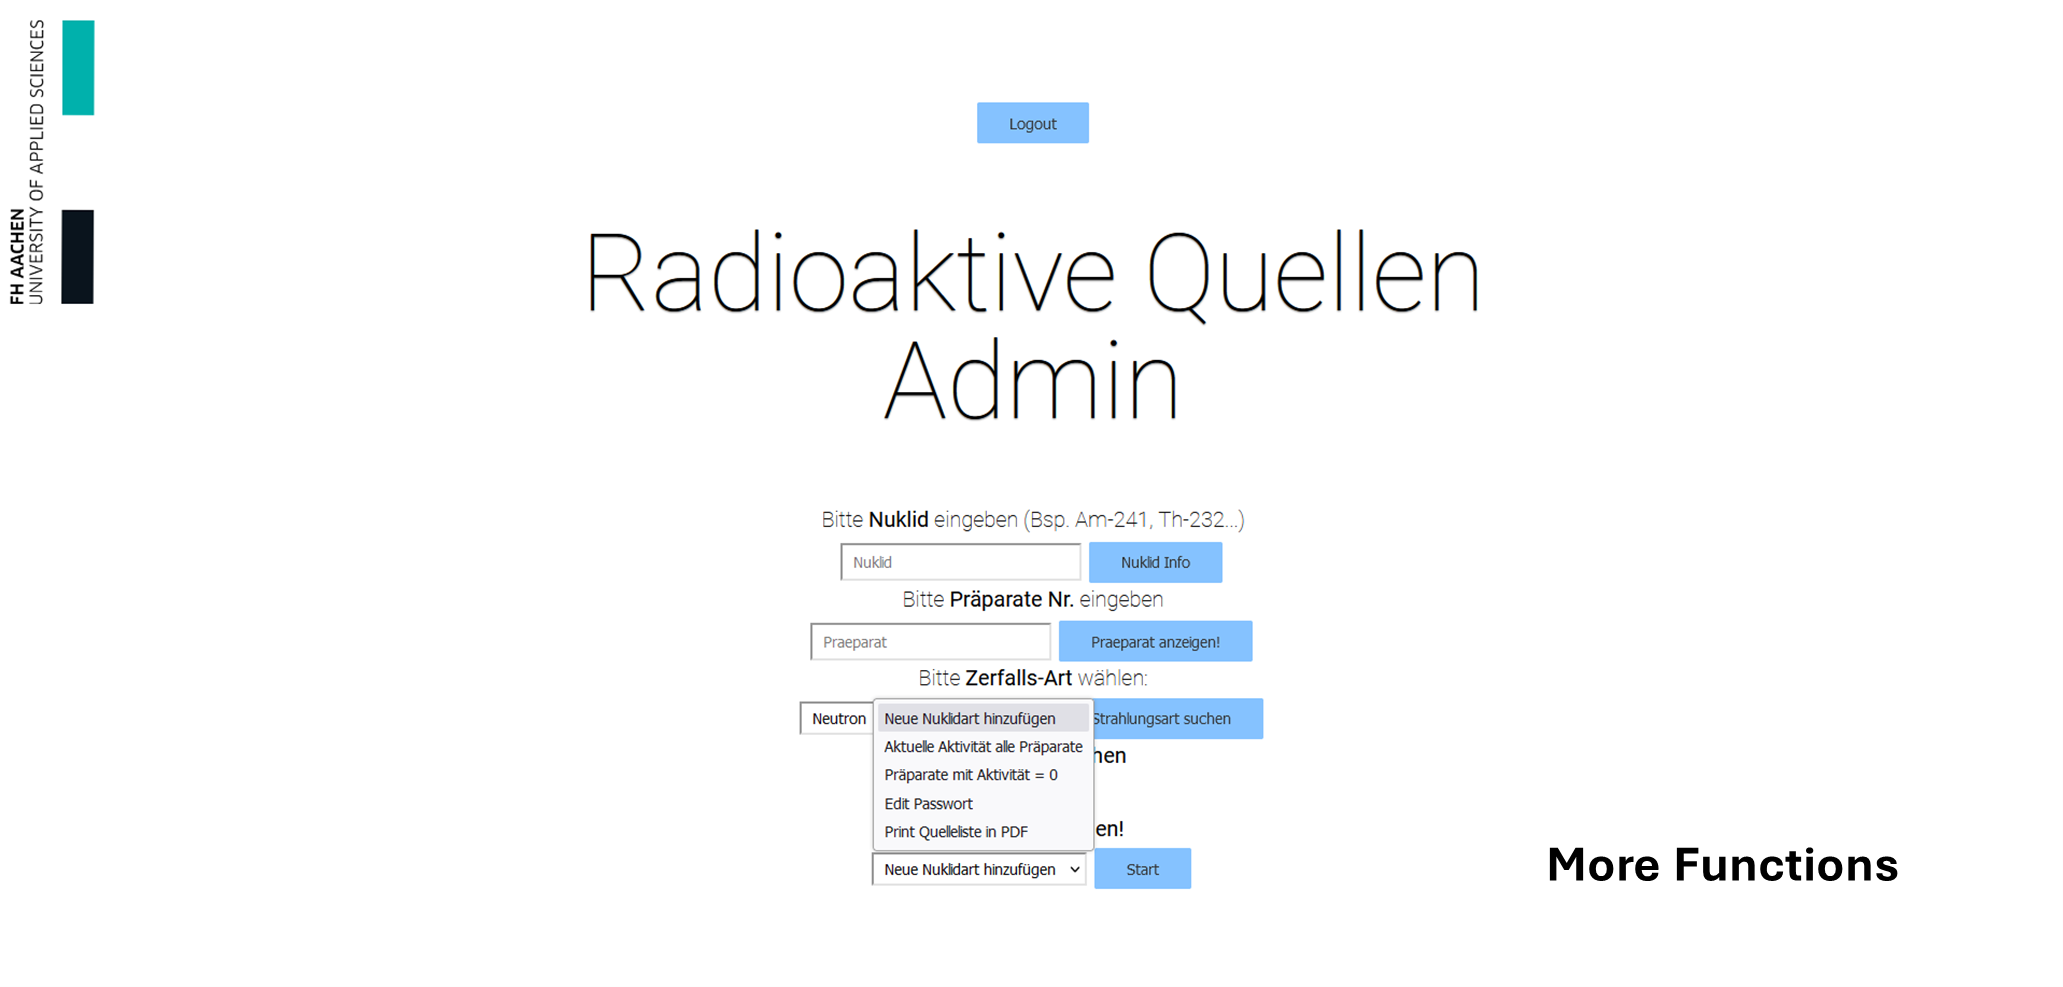 FH AACHEN
UNIVERSITY OF APPLIED SCIENCES
Logout
Radioaktive Quellen
Admin
Bitte Nuklid eingeben (Bsp. Am-241, Th-232...)
Nuklid Nuklid Info
Bitte Präparate Nr. eingeben
Praeparat Praeparat anzeigen!
Bitte Zerfalls-Art wählen:
Neutron Neue Nuklidart hinzufügen Strahlungsart suchen
Aktuelle Aktivität alle Präparate
Präparate mit Aktivität = 0
Edit Passwort
Print Quelleliste in PDF
Neue Nuklidart hinzufügen Start
More Functions